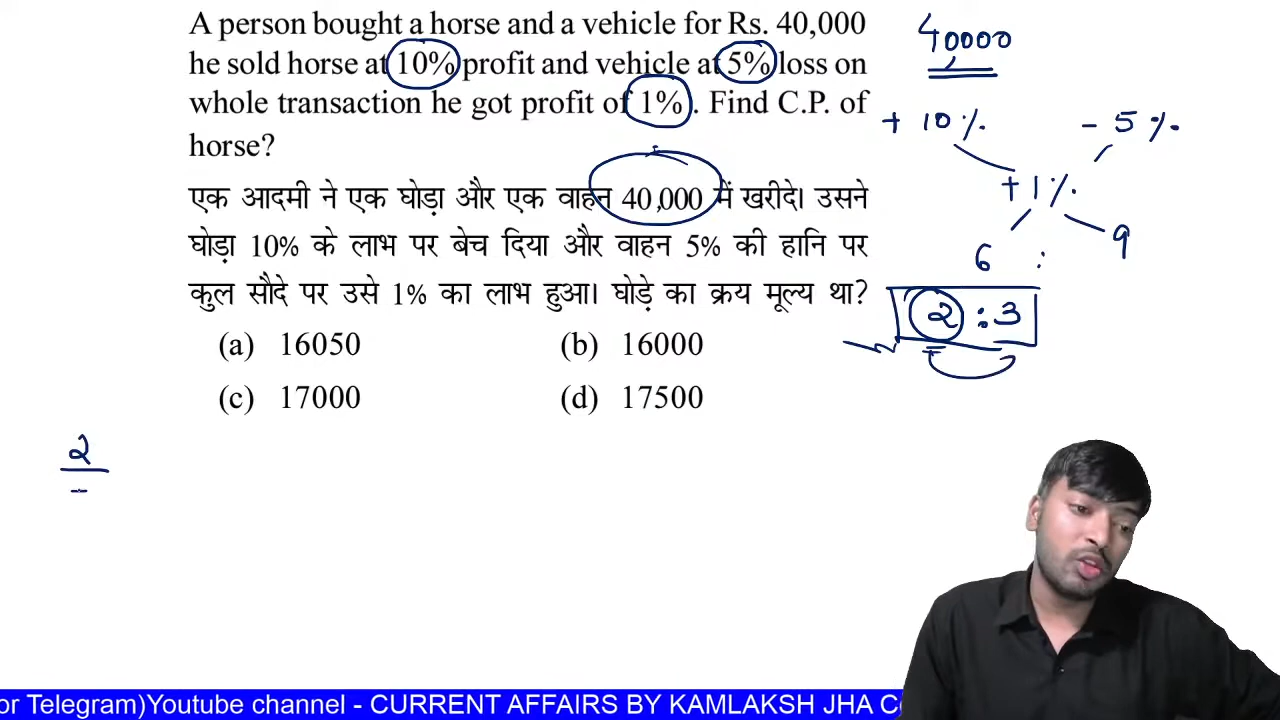 A person bought a horse and a vehicle for Rs. 40,000
he sold horse at 10% profit and vehicle at 5% loss on
whole transaction he got profit of 1% . Find C.P. of
horse?
एक आदमी ने एक घोड़ा और एक वाहन 40,000 में खरीदे। उसने
घोड़ा 10% के लाभ पर बेच दिया और वाहन 5% की हानि पर
कुल सौदे पर उसे 1% का लाभ हुआ। घोड़े का क्रय मूल्य था?
(a) 16050 (b) 16000
(c) 17000 (d) 17500
40000
+ 10% - 5%
+ 1%
6 : 9
2 : 3
2
or Telegram)Youtube channel - CURRENT AFFAIRS BY KAMLAKSH JHA Co